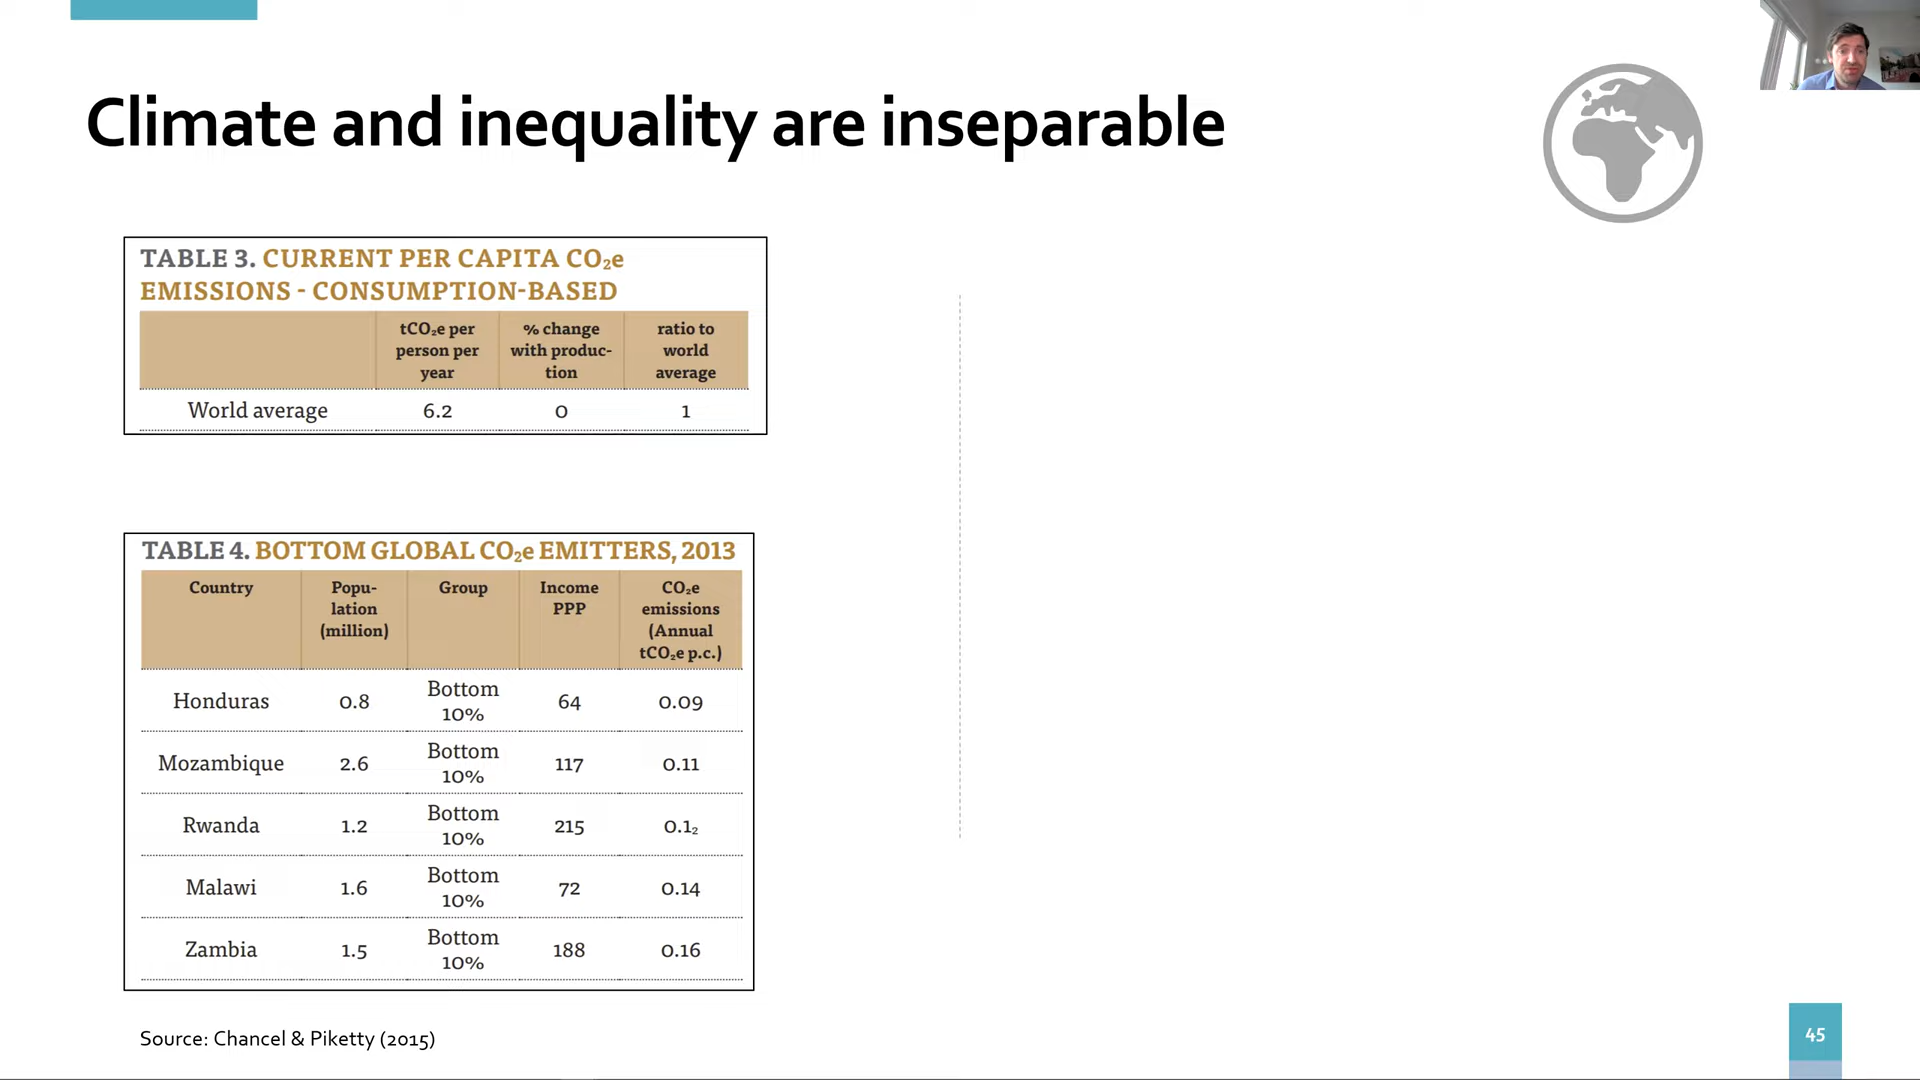 Climate and inequality are inseparable
TABLE 3. CURRENT PER CAPITA CO₂e
EMISSIONS - CONSUMPTION-BASED
tCO₂e per person per year | % change with produc-tion | ratio to world average
World average 6.2 0 1
TABLE 4. BOTTOM GLOBAL CO₂e EMITTERS, 2013
Country | Popu-lation (million) | Group | Income PPP | CO₂e emissions (Annual tCO₂e p.c.)
Honduras 0.8 Bottom 10% 64 0.09
Mozambique 2.6 Bottom 10% 117 0.11
Rwanda 1.2 Bottom 10% 215 0.1₂
Malawi 1.6 Bottom 10% 72 0.14
Zambia 1.5 Bottom 10% 188 0.16
Source: Chancel & Piketty (2015)
45